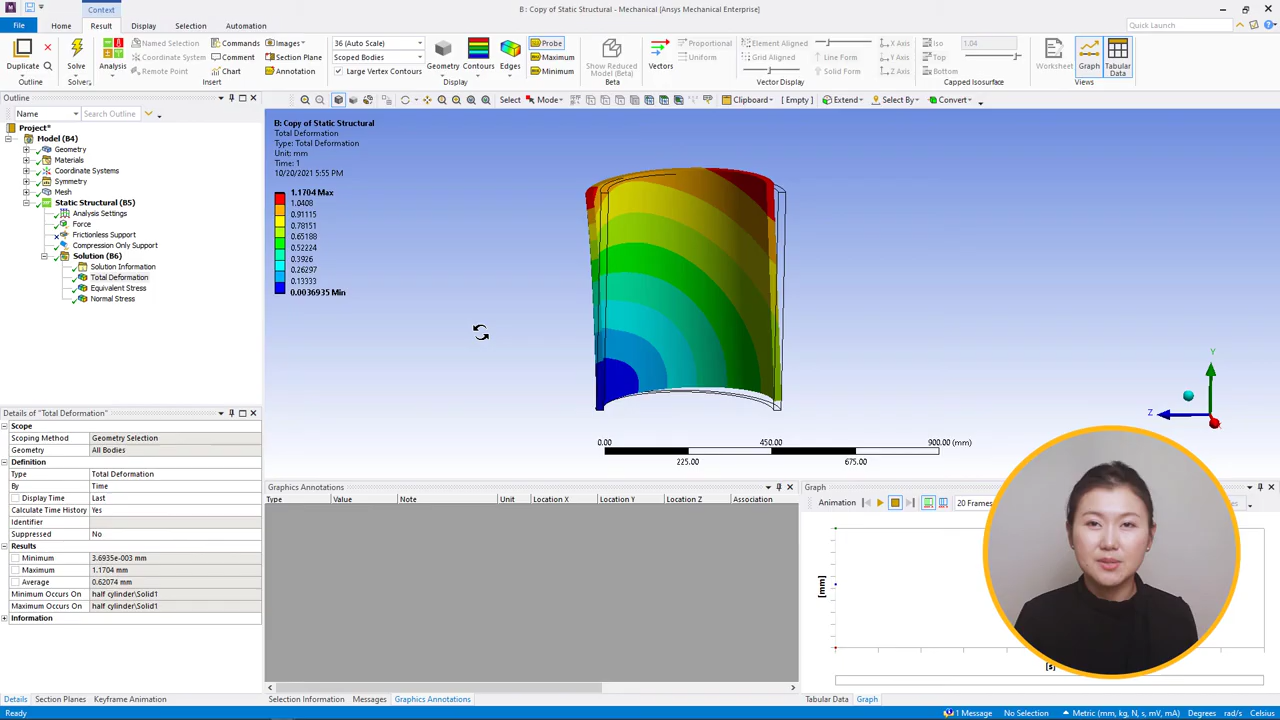 Context
B : Copy of Static Structural - Mechanical [Ansys Mechanical Enterprise]
File Home Result Display Selection Automation
Quick Launch
Duplicate
Outline
Solve
Solver
Analysis
Named Selection
Coordinate System
Remote Point
Commands
Comment
Chart
Images
Section Plane
Annotation
Insert
36 (Auto Scale)
Scoped Bodies
Large Vertex Contours
Geometry
Contours
Edges
Display
Probe
Maximum
Minimum
Show Reduced
Model (Beta)
Beta
Vectors
Proportional
Uniform
Element Aligned
Grid Aligned
Line Form
Solid Form
Vector Display
X Axis
Y Axis
Z Axis
Iso
Top
Bottom
1.04
Capped Isosurface
Worksheet
Graph
Tabular
Data
Views
Outline
Name
Search Outline
Select Mode Clipboard [ Empty ] Extend Select By Convert
Project*
Model (B4)
Geometry
Materials
Coordinate Systems
Symmetry
Mesh
Static Structural (B5)
Analysis Settings
Force
Frictionless Support
Compression Only Support
Solution (B6)
Solution Information
Total Deformation
Equivalent Stress
Normal Stress
B: Copy of Static Structural
Total Deformation
Type: Total Deformation
Unit: mm
Time: 1
10/20/2021 5:55 PM
1.1704 Max
1.0408
0.91115
0.78151
0.65188
0.52224
0.3926
0.26297
0.13333
0.0036935 Min
Y
Z
X
0.00 450.00 900.00 (mm)
225.00 675.00
Details of "Total Deformation"
Scope
Scoping Method Geometry Selection
Geometry All Bodies
Definition
Type Total Deformation
By Time
Display Time Last
Calculate Time History Yes
Identifier
Suppressed No
Results
Minimum 3.6935e-003 mm
Maximum 1.1704 mm
Average 0.62074 mm
Minimum Occurs On half cylinder\Solid1
Maximum Occurs On half cylinder\Solid1
Information
Graphics Annotations
Type Value Note Unit Location X Location Y Location Z Association
Graph
Animation 20 Frames
[mm]
[s]
Details Section Planes Keyframe Animation
Selection Information Messages Graphics Annotations
Tabular Data Graph
Ready
1 Message No Selection Metric (mm, kg, N, s, mV, mA) Degrees rad/s Celsius